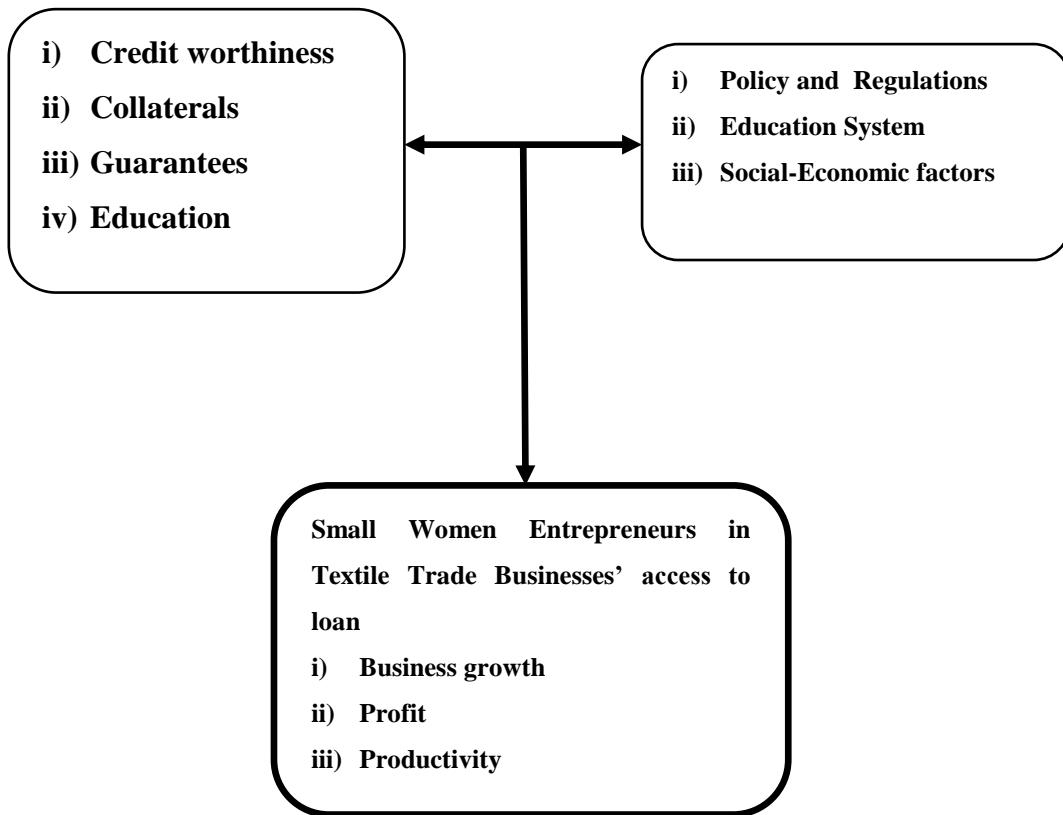 i) Credit worthiness
ii) Collaterals
iii) Guarantees
iv) Education
i) Policy and Regulations
ii) Education System
iii) Social-Economic factors
Small Women Entrepreneurs in
Textile Trade Businesses’ access to
loan
i) Business growth
ii) Profit
iii) Productivity